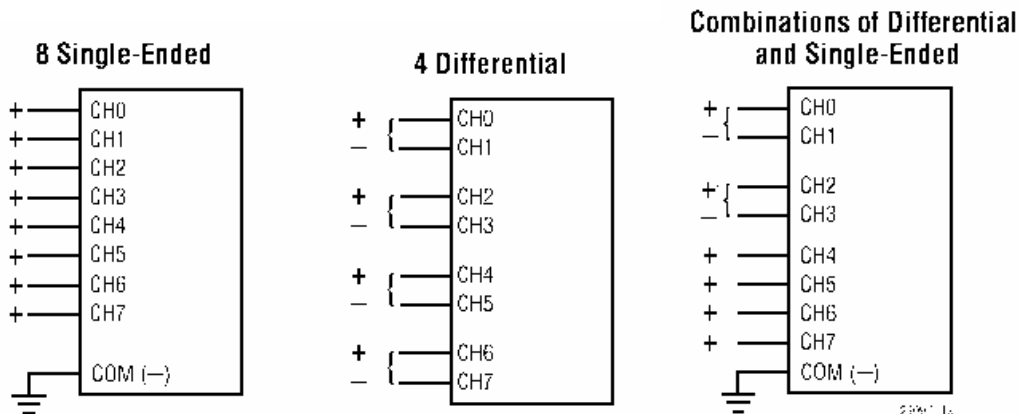 8 Single-Ended
+ CH0
+ CH1
+ CH2
+ CH3
+ CH4
+ CH5
+ CH6
+ CH7
COM (—)
4 Differential
+ { CH0
— CH1
+ { CH2
— CH3
+ { CH4
— CH5
+ { CH6
— CH7
Combinations of Differential
and Single-Ended
+ { CH0
— CH1
+ { CH2
— CH3
+ CH4
+ CH5
+ CH6
+ CH7
COM (—)